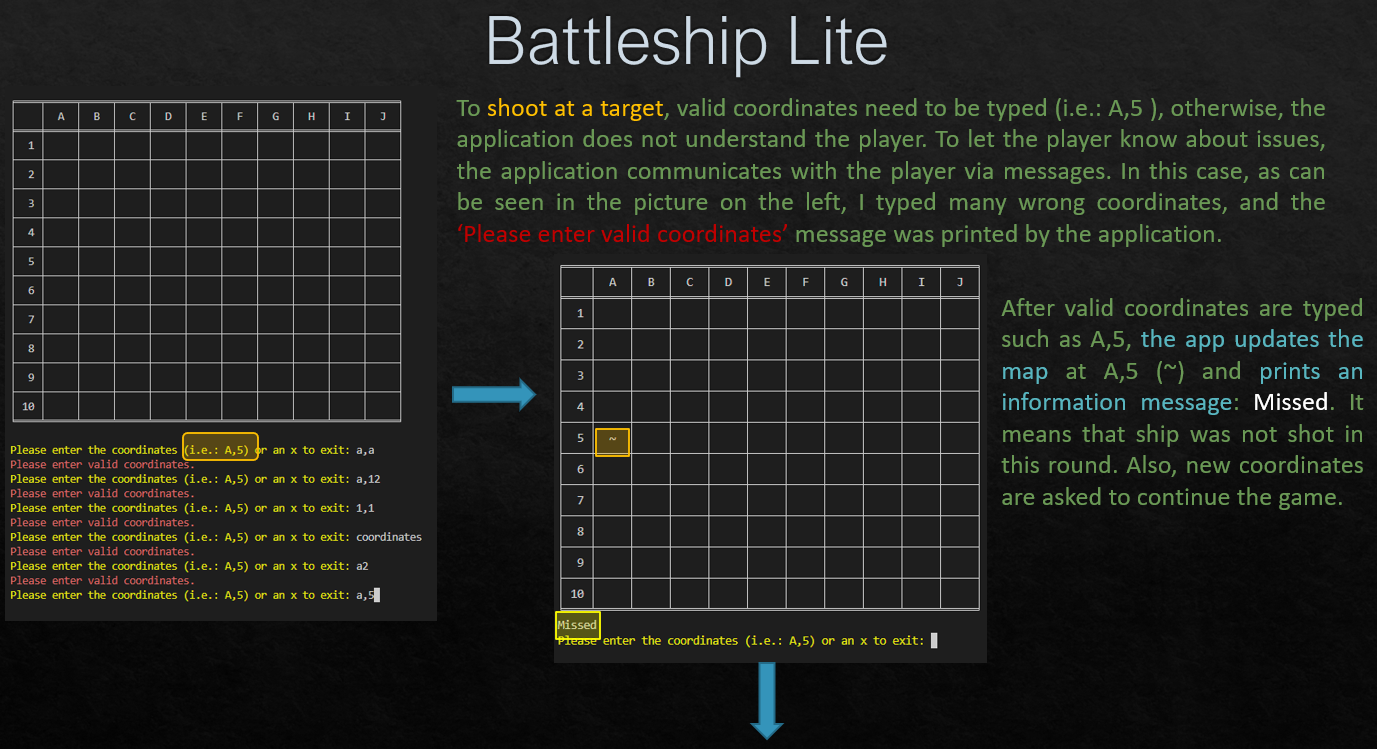 Battleship Lite
To shoot at a target, valid coordinates need to be typed (i.e.: A,5 ), otherwise, the
application does not understand the player. To let the player know about issues,
the application communicates with the player via messages. In this case, as can
be seen in the picture on the left, I typed many wrong coordinates, and the
‘Please enter valid coordinates’ message was printed by the application.
A B C D E F G H I J
1
2
3
4
5
6
7
8
9
10
Please enter the coordinates (i.e.: A,5) or an x to exit: a,a
Please enter valid coordinates.
Please enter the coordinates (i.e.: A,5) or an x to exit: a,12
Please enter valid coordinates.
Please enter the coordinates (i.e.: A,5) or an x to exit: 1,1
Please enter valid coordinates.
Please enter the coordinates (i.e.: A,5) or an x to exit: coordinates
Please enter valid coordinates.
Please enter the coordinates (i.e.: A,5) or an x to exit: a2
Please enter valid coordinates.
Please enter the coordinates (i.e.: A,5) or an x to exit: a,5
A B C D E F G H I J
1
2
3
4
5 ~
6
7
8
9
10
Missed
Please enter the coordinates (i.e.: A,5) or an x to exit:
After valid coordinates are typed
such as A,5, the app updates the
map at A,5 (~) and prints an
information message: Missed. It
means that ship was not shot in
this round. Also, new coordinates
are asked to continue the game.